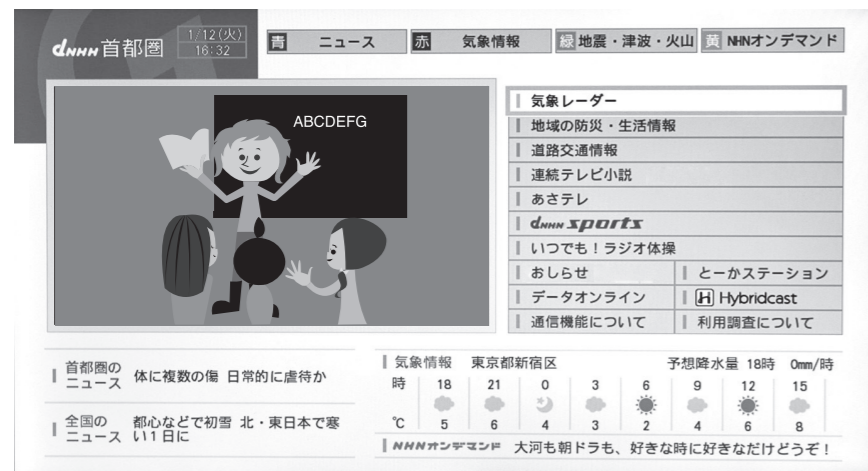 dNHN 首都圏
1/12(火)
16:32
青 ニュース
赤 気象情報
緑 地震・津波・火山
黄 NHNオンデマンド
ABCDEFG
気象レーダー
地域の防災・生活情報
道路交通情報
連続テレビ小説
あさテレ
dNHN sports
いつでも！ラジオ体操
おしらせ
とーかステーション
データオンライン
H Hybridcast
通信機能について
利用調査について
首都圏の
ニュース
体に複数の傷 日常的に虐待か
全国の
ニュース
都心などで初雪 北・東日本で寒
い1日に
気象情報 東京都新宿区 予想降水量 18時 0mm/時
時 18 21 0 3 6 9 12 15
℃ 5 6 4 3 2 4 6 8
NHNオンデマンド 大河も朝ドラも、好きな時に好きなだけどうぞ！